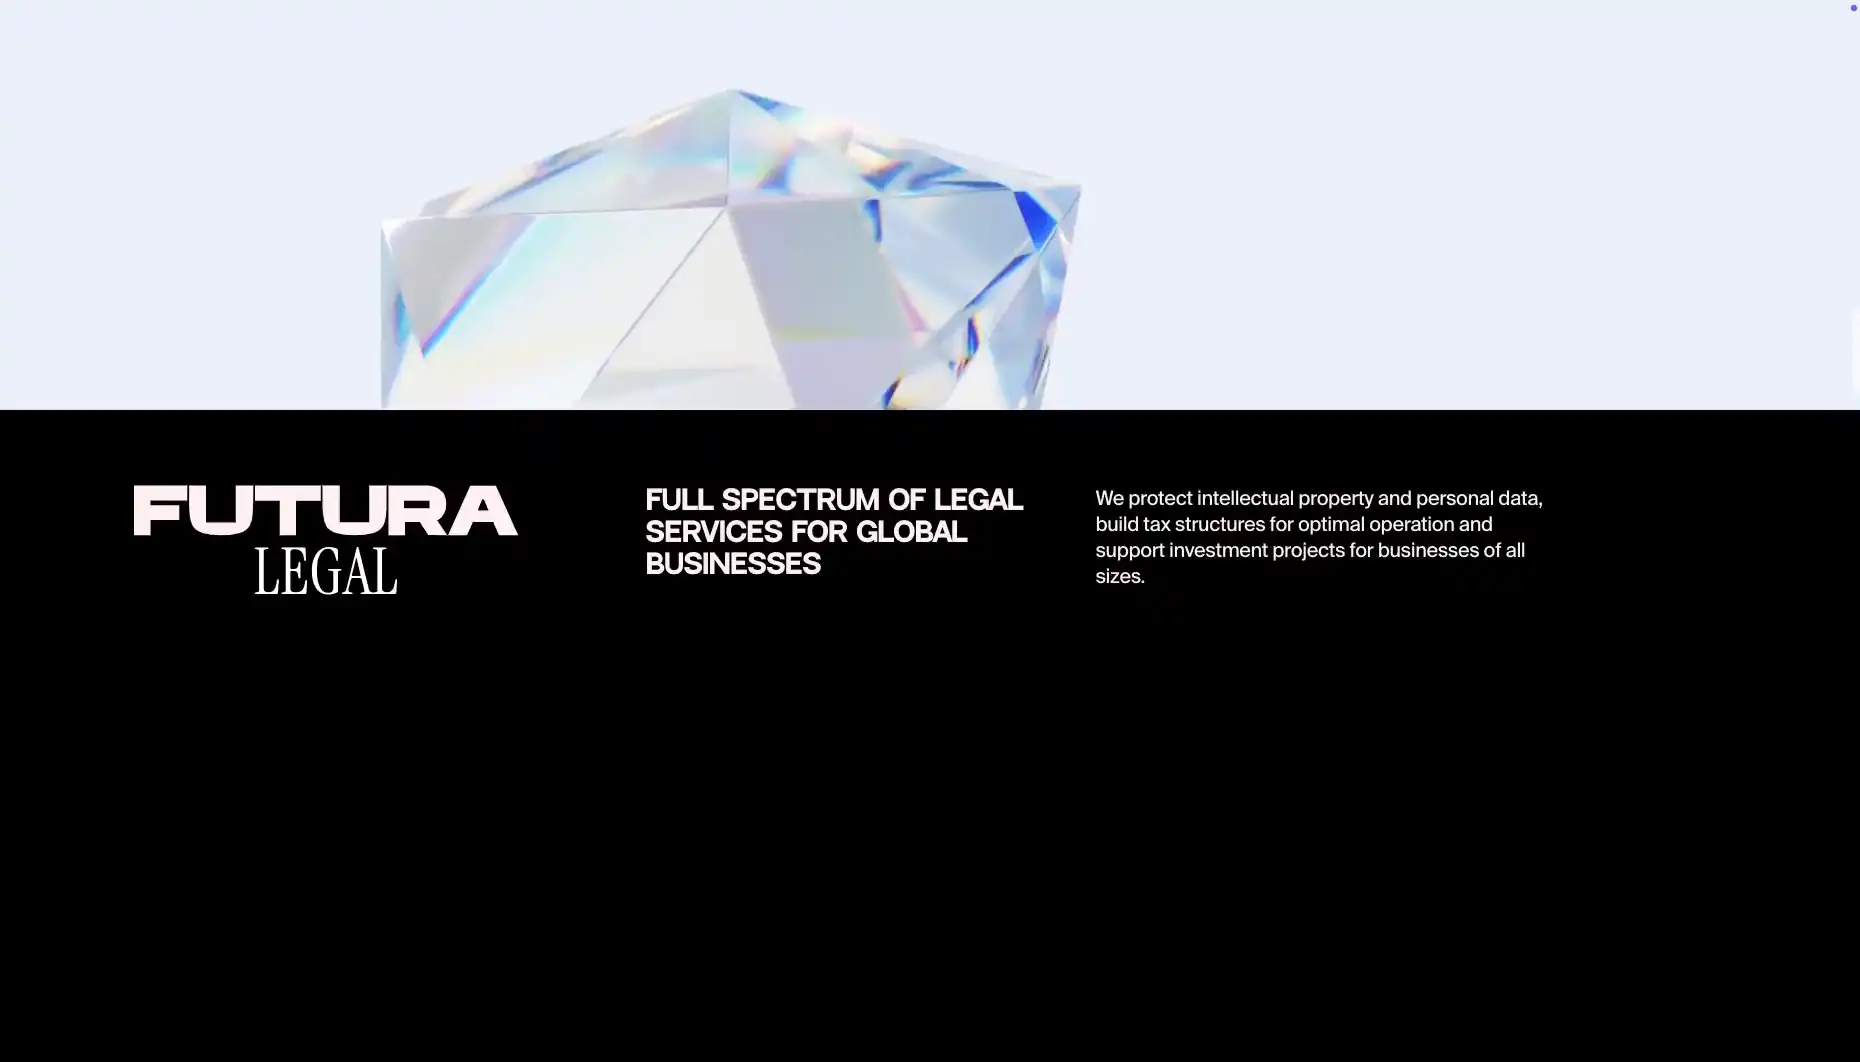 FUTURA
LEGAL
FULL SPECTRUM OF LEGAL
SERVICES FOR GLOBAL
BUSINESSES
We protect intellectual property and personal data,
build tax structures for optimal operation and
support investment projects for businesses of all
sizes.